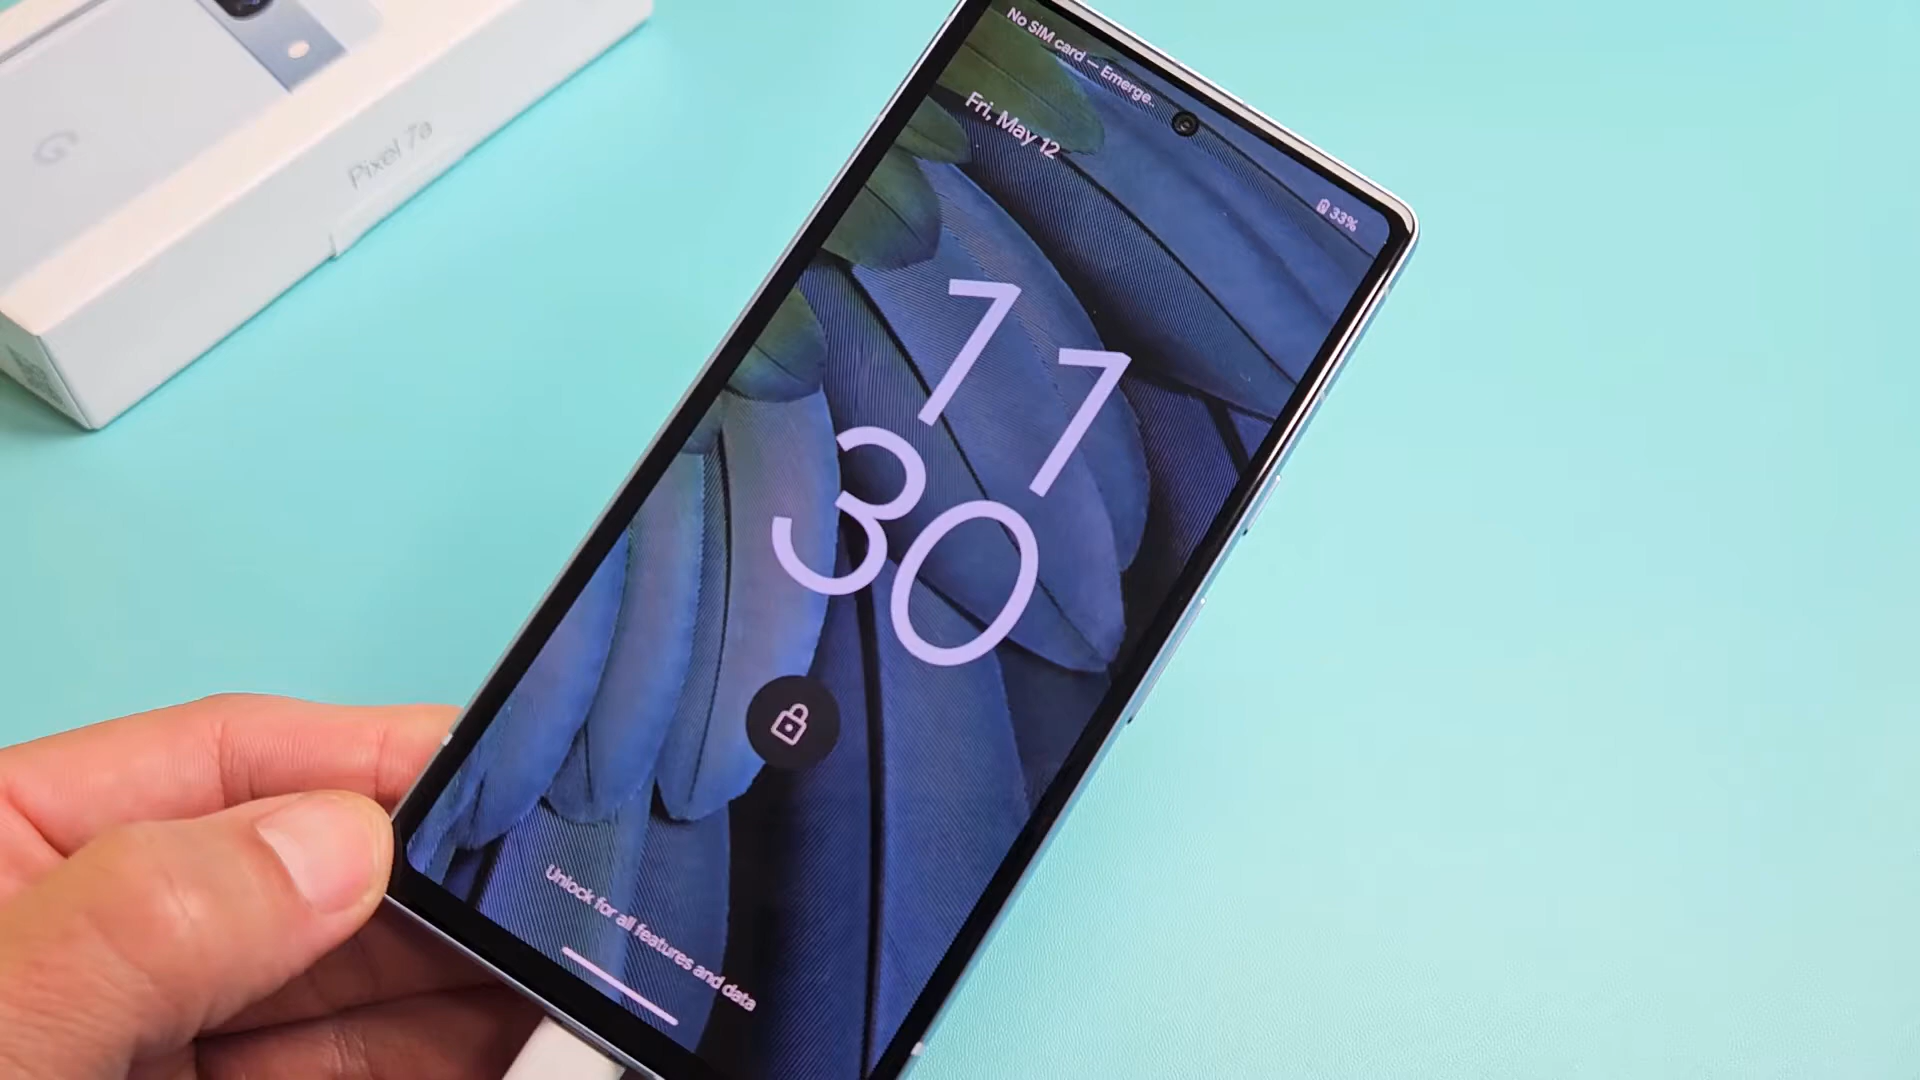 G
Pixel 7a
No SIM card — Emerge..
Fri, May 12
33%
11
30
Unlock for all features and data